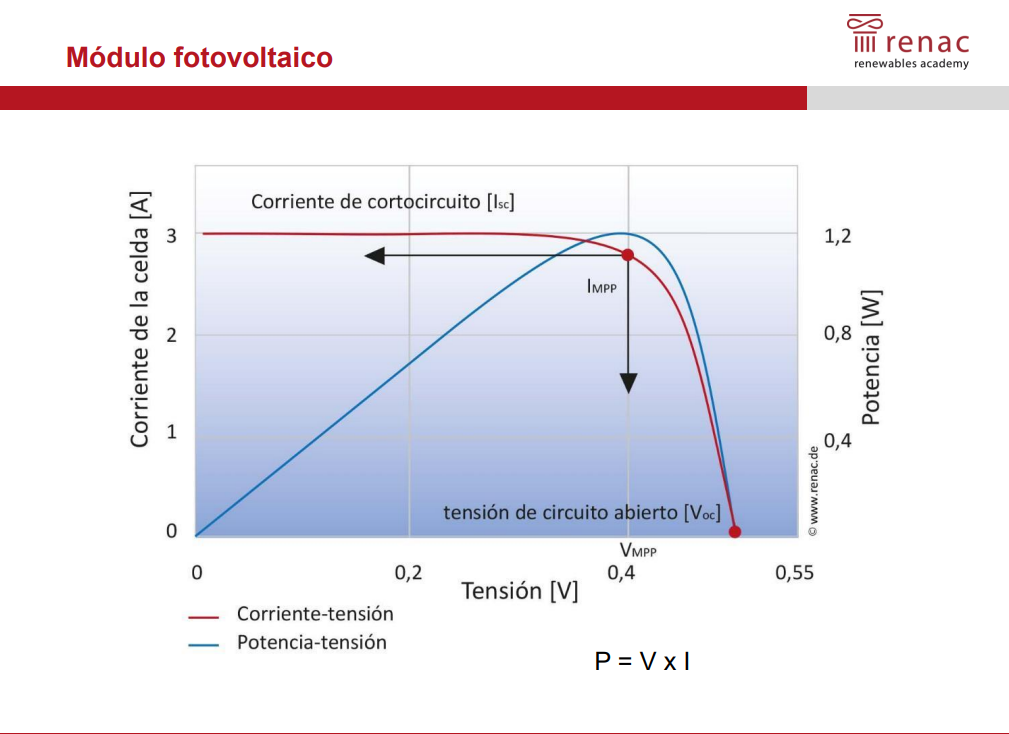 Módulo fotovoltaico
renac
renewables academy
Corriente de la celda [A]
3
2
1
0
Corriente de cortocircuito [Isc]
IMPP
tensión de circuito abierto [Voc]
1,2
0,8
0,4
Potencia [W]
© www.renac.de
VMPP
0
0,2
0,4
0,55
Tensión [V]
Corriente-tensión
Potencia-tensión
P = V x I